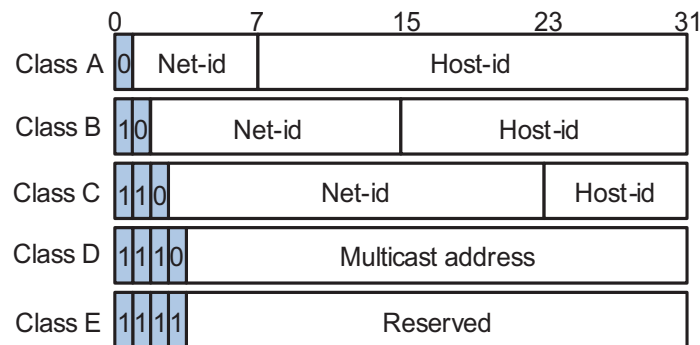 0 7 15 23 31
Class A 0 Net-id Host-id
Class B 1 0 Net-id Host-id
Class C 1 1 0 Net-id Host-id
Class D 1 1 1 0 Multicast address
Class E 1 1 1 1 Reserved